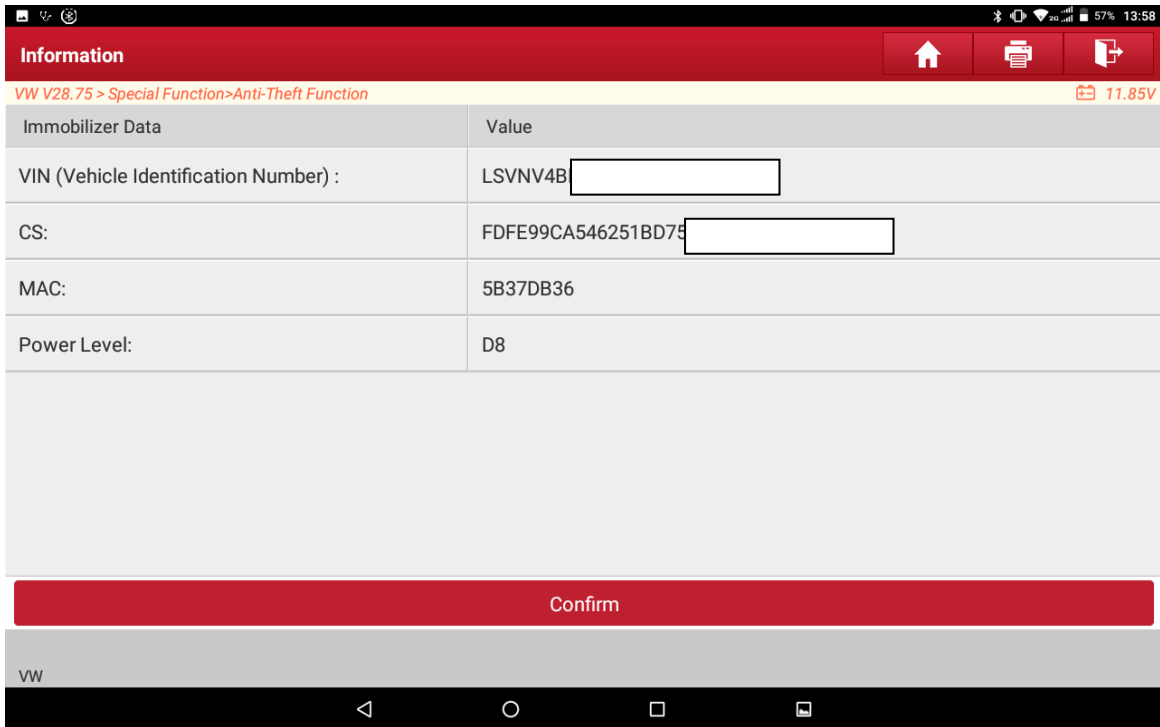 2G 57% 13:58
Information
VW V28.75 > Special Function>Anti-Theft Function 11.85V
Immobilizer Data Value
VIN (Vehicle Identification Number) : LSVNV4B
CS: FDFE99CA546251BD75
MAC: 5B37DB36
Power Level: D8
Confirm
VW